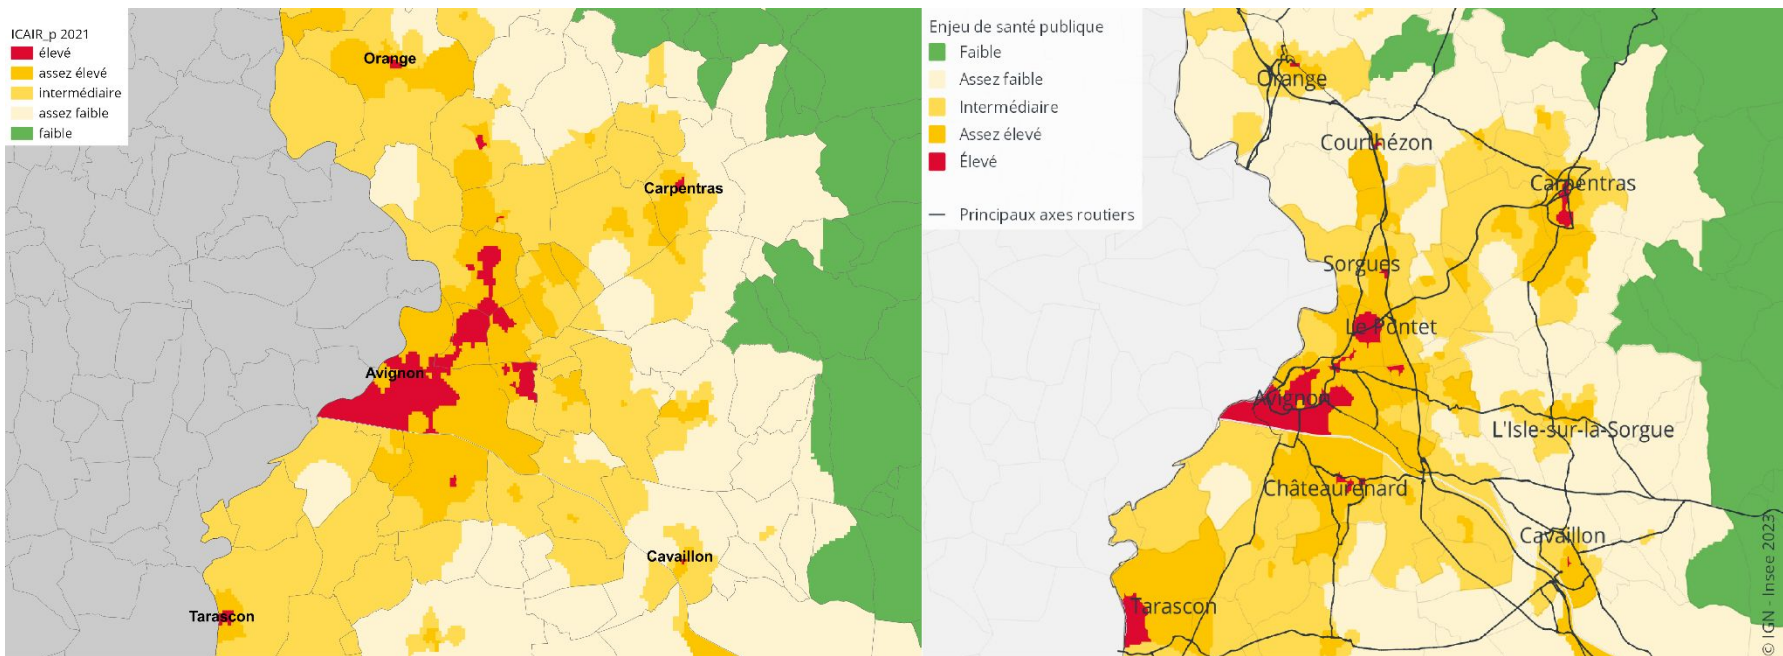 ICAIR_p 2021
élevé
assez élevé
intermédiaire
assez faible
faible
Orange
Carpentras
Avignon
Cavaillon
Tarascon
Enjeu de santé publique
Faible
Assez faible
Intermédiaire
Assez élevé
Élevé
Principaux axes routiers
Orange
Courthézon
Carpentras
Sorgues
Le Pontet
Avignon
L'Isle-sur-la-Sorgue
Châteaurenard
Cavaillon
Tarascon
© IGN - Insee 2023